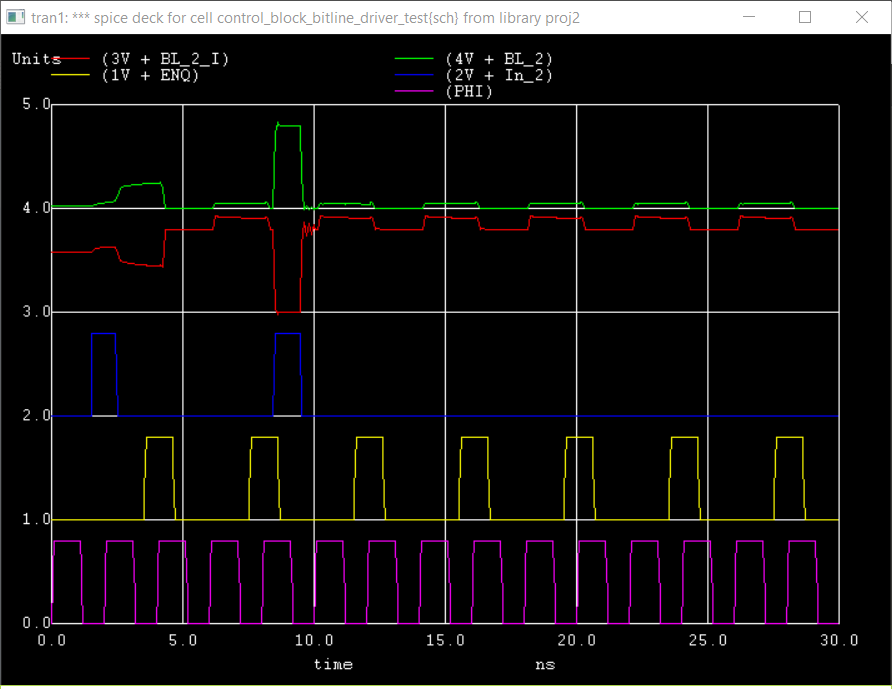 tran1: *** spice deck for cell control_block_bitline_driver_test{sch} from library proj2
Units (3V + BL_2_I) (4V + BL_2)
(1V + ENQ) (2V + In_2)
(PHI)
5.0
4.0
3.0
2.0
1.0
0.0
0.0 5.0 10.0 15.0 20.0 25.0 30.0
time ns